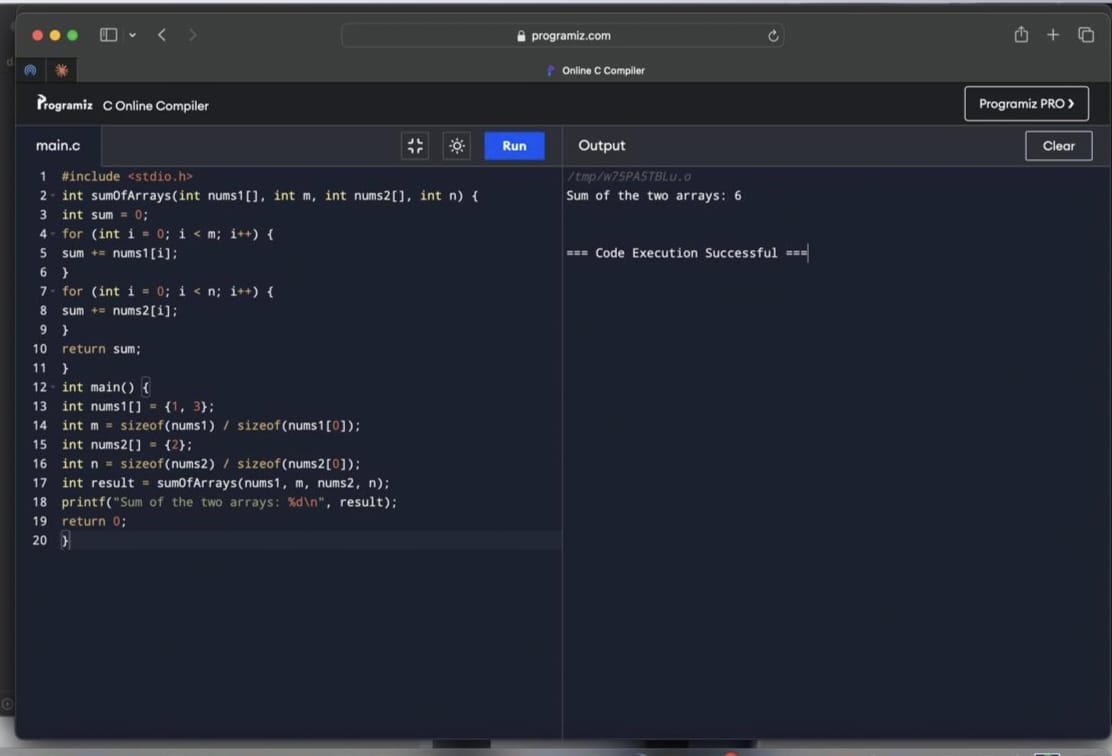 programiz.com
Online C Compiler
Programiz C Online Compiler
Programiz PRO ❯
main.c
Run
Output
Clear
1 #include <stdio.h>
2 int sumOfArrays(int nums1[], int m, int nums2[], int n) {
3 int sum = 0;
4 for (int i = 0; i < m; i++) {
5 sum += nums1[i];
6 }
7 for (int i = 0; i < n; i++) {
8 sum += nums2[i];
9 }
10 return sum;
11 }
12 int main() {
13 int nums1[] = {1, 3};
14 int m = sizeof(nums1) / sizeof(nums1[0]);
15 int nums2[] = {2};
16 int n = sizeof(nums2) / sizeof(nums2[0]);
17 int result = sumOfArrays(nums1, m, nums2, n);
18 printf("Sum of the two arrays: %d\n", result);
19 return 0;
20 }
/tmp/w75PA5TBLu.o
Sum of the two arrays: 6
=== Code Execution Successful ===